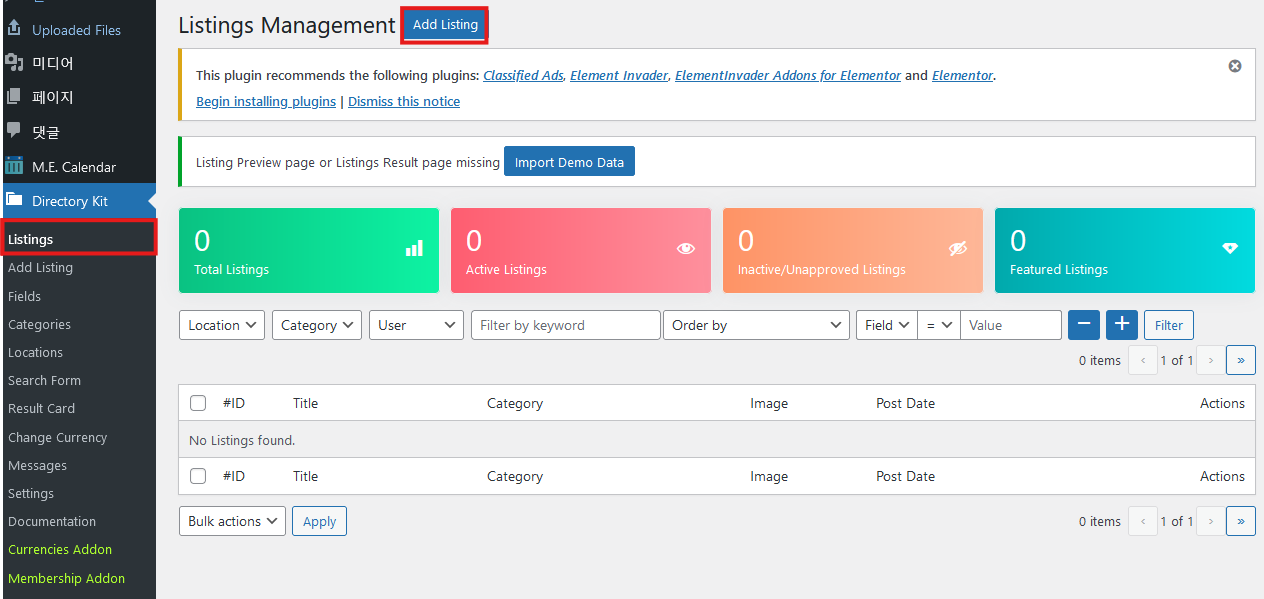 Uploaded Files
미디어
페이지
댓글
M.E. Calendar
Directory Kit
Listings
Add Listing
Fields
Categories
Locations
Search Form
Result Card
Change Currency
Messages
Settings
Documentation
Currencies Addon
Membership Addon
Listings Management Add Listing
This plugin recommends the following plugins: Classified Ads, Element Invader, ElementInvader Addons for Elementor and Elementor.
Begin installing plugins | Dismiss this notice
Listing Preview page or Listings Result page missing Import Demo Data
0 0 0 0
Total Listings Active Listings Inactive/Unapproved Listings Featured Listings
Location Category User Filter by keyword Order by Field = Value − + Filter
0 items ‹ 1 of 1 › »
#ID Title Category Image Post Date Actions
No Listings found.
#ID Title Category Image Post Date Actions
Bulk actions Apply 0 items ‹ 1 of 1 › »